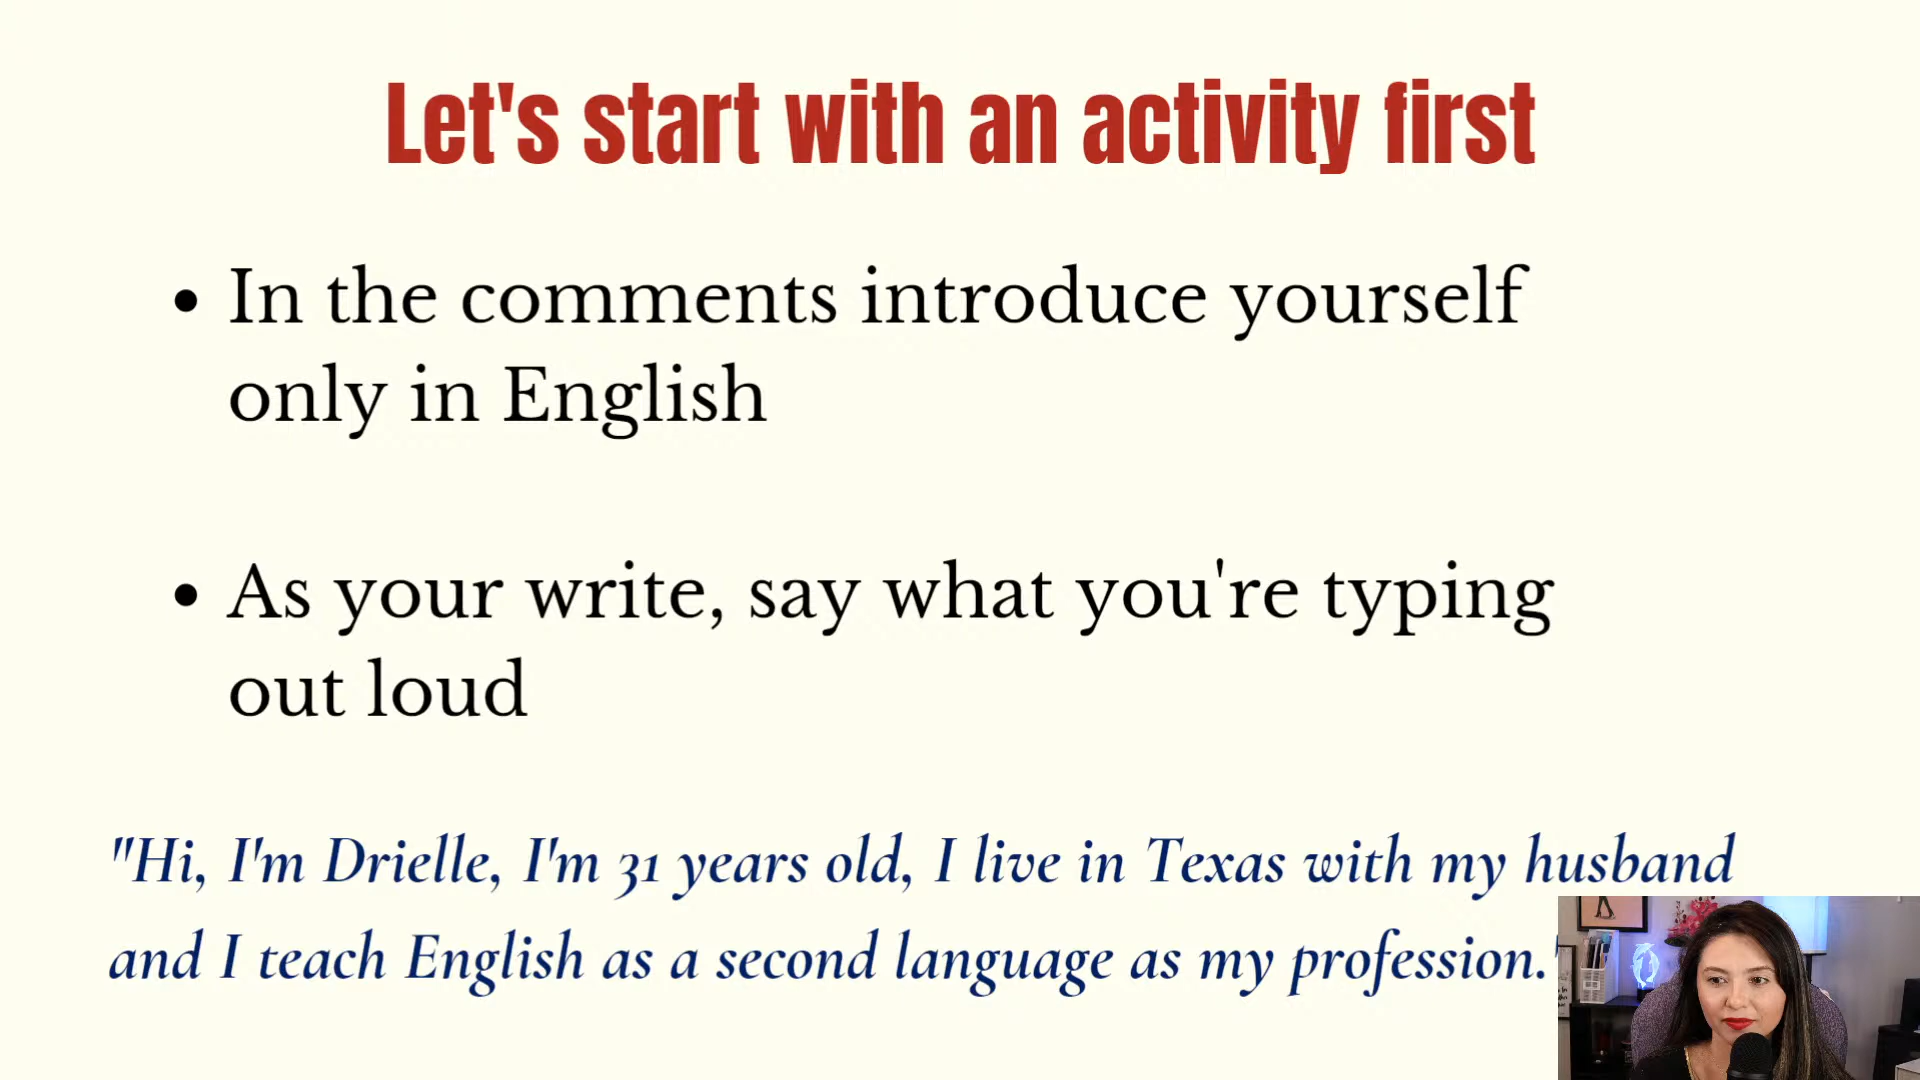 Let's start with an activity first
• In the comments introduce yourself
only in English
• As your write, say what you're typing
out loud
"Hi, I'm Drielle, I'm 31 years old, I live in Texas with my husband
and I teach English as a second language as my profession."